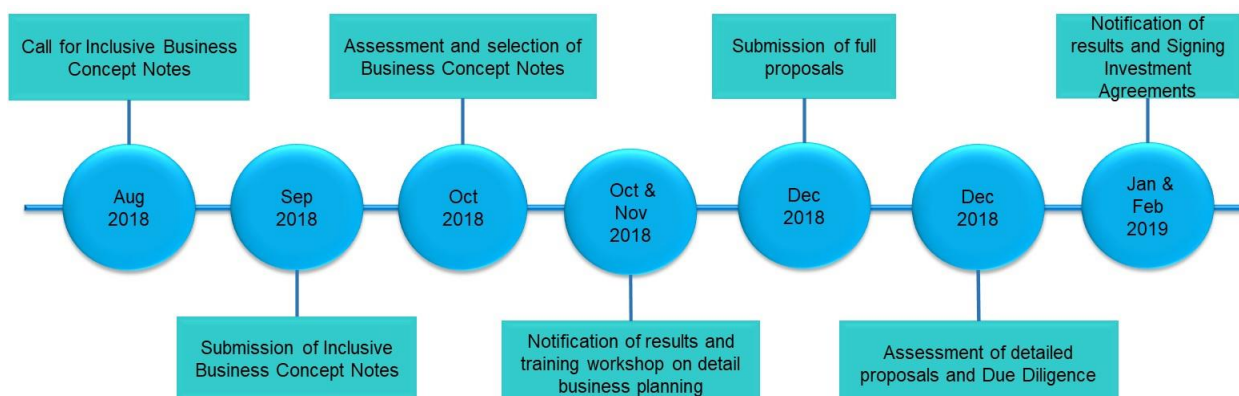 Call for Inclusive Business
Concept Notes
Assessment and selection of
Business Concept Notes
Submission of full
proposals
Notification of
results and Signing
Investment
Agreements
Aug
2018
Sep
2018
Oct
2018
Oct &
Nov
2018
Dec
2018
Dec
2018
Jan &
Feb
2019
Submission of Inclusive
Business Concept Notes
Notification of results and
training workshop on detail
business planning
Assessment of detailed
proposals and Due Diligence